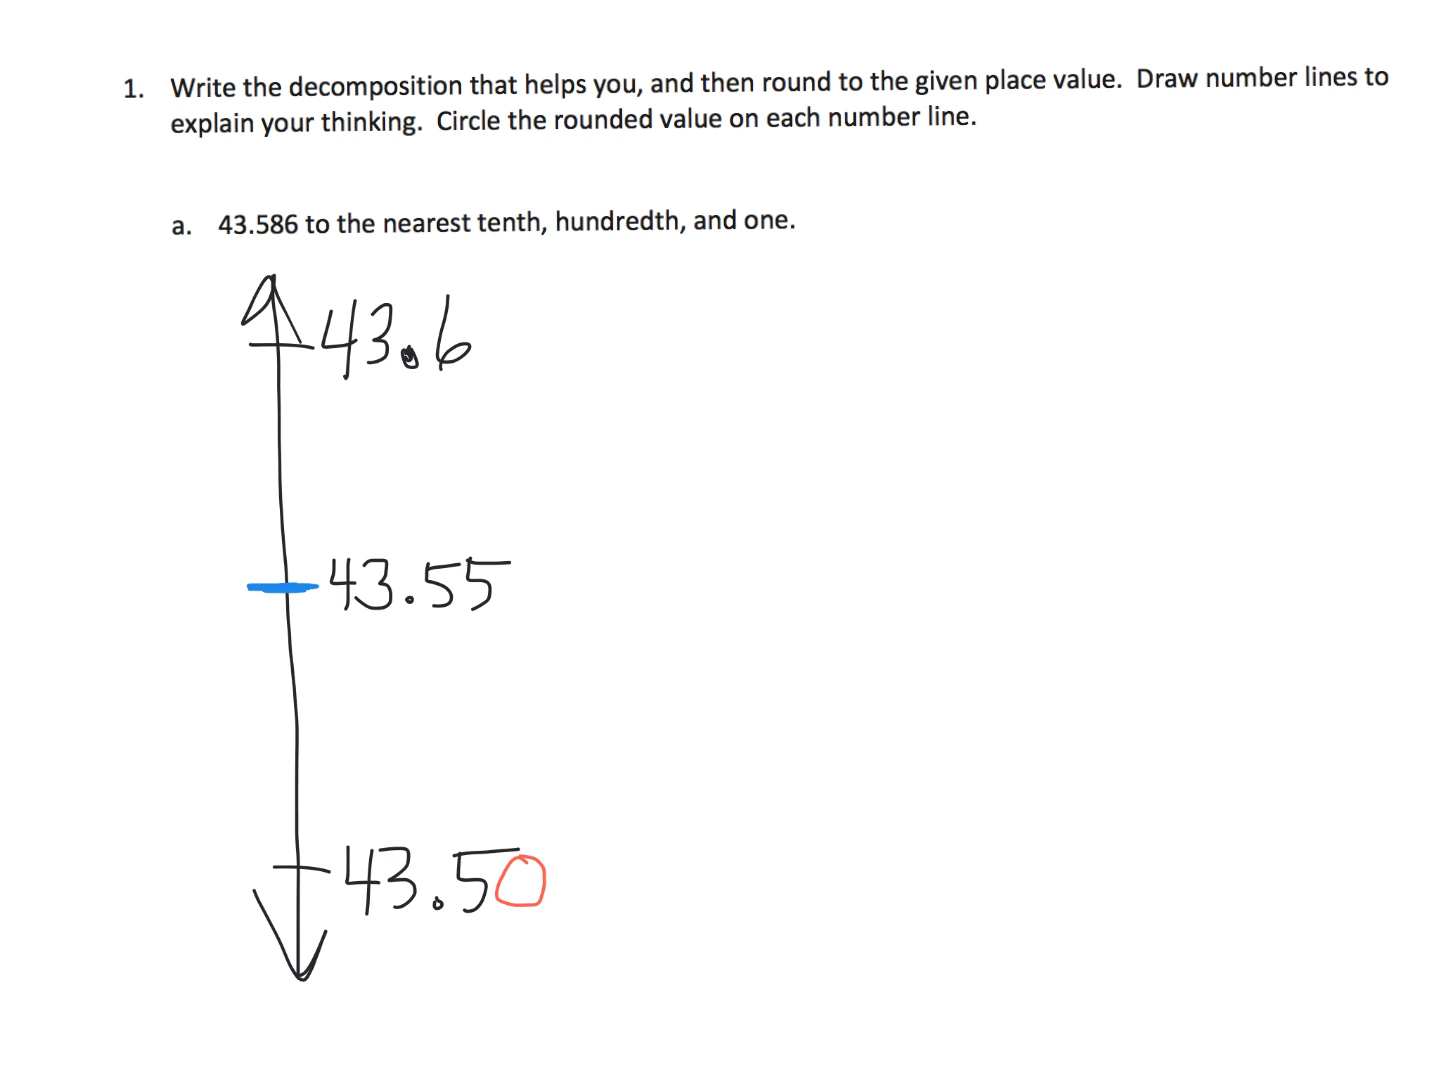 1. Write the decomposition that helps you, and then round to the given place value. Draw number lines to
explain your thinking. Circle the rounded value on each number line.
a. 43.586 to the nearest tenth, hundredth, and one.
43.6
43.55
43.50